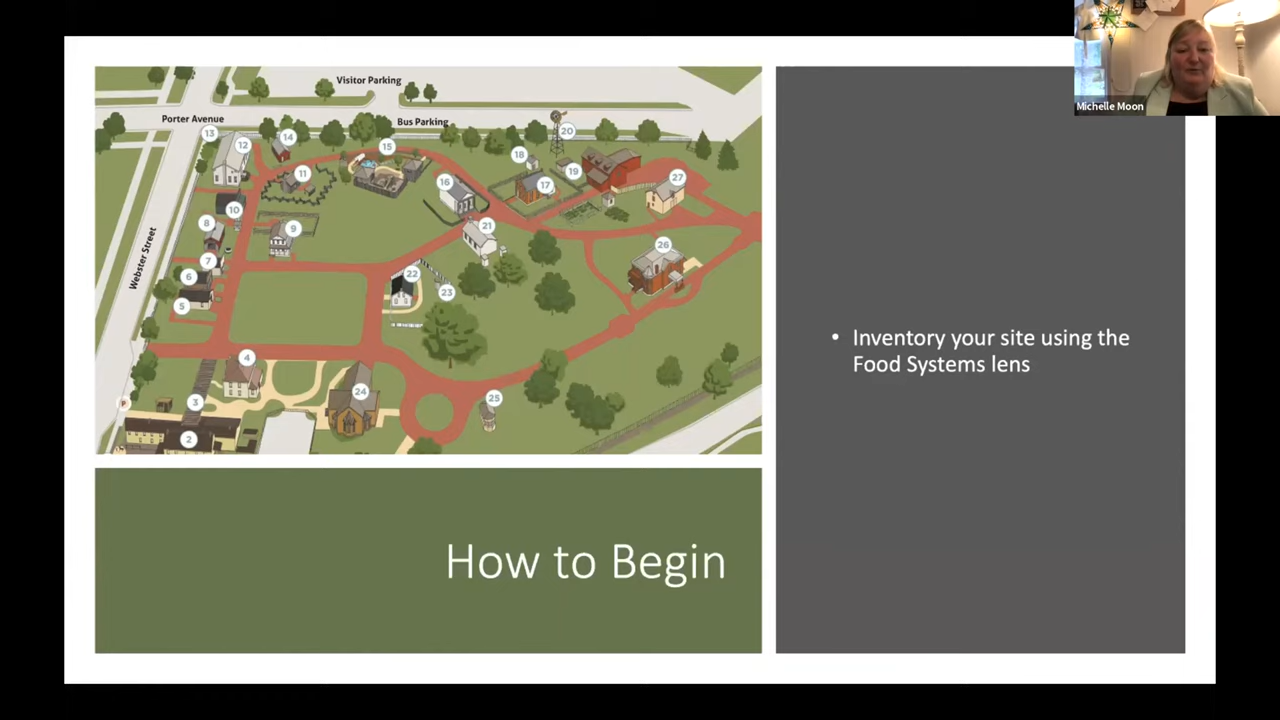 Michelle Moon
Visitor Parking
Porter Avenue
Bus Parking
Webster Street
13
12
14
15
20
18
19
11
16
17
27
10
8
9
21
26
7
6
22
23
5
4
24
3
25
P
2
• Inventory your site using the
Food Systems lens
How to Begin